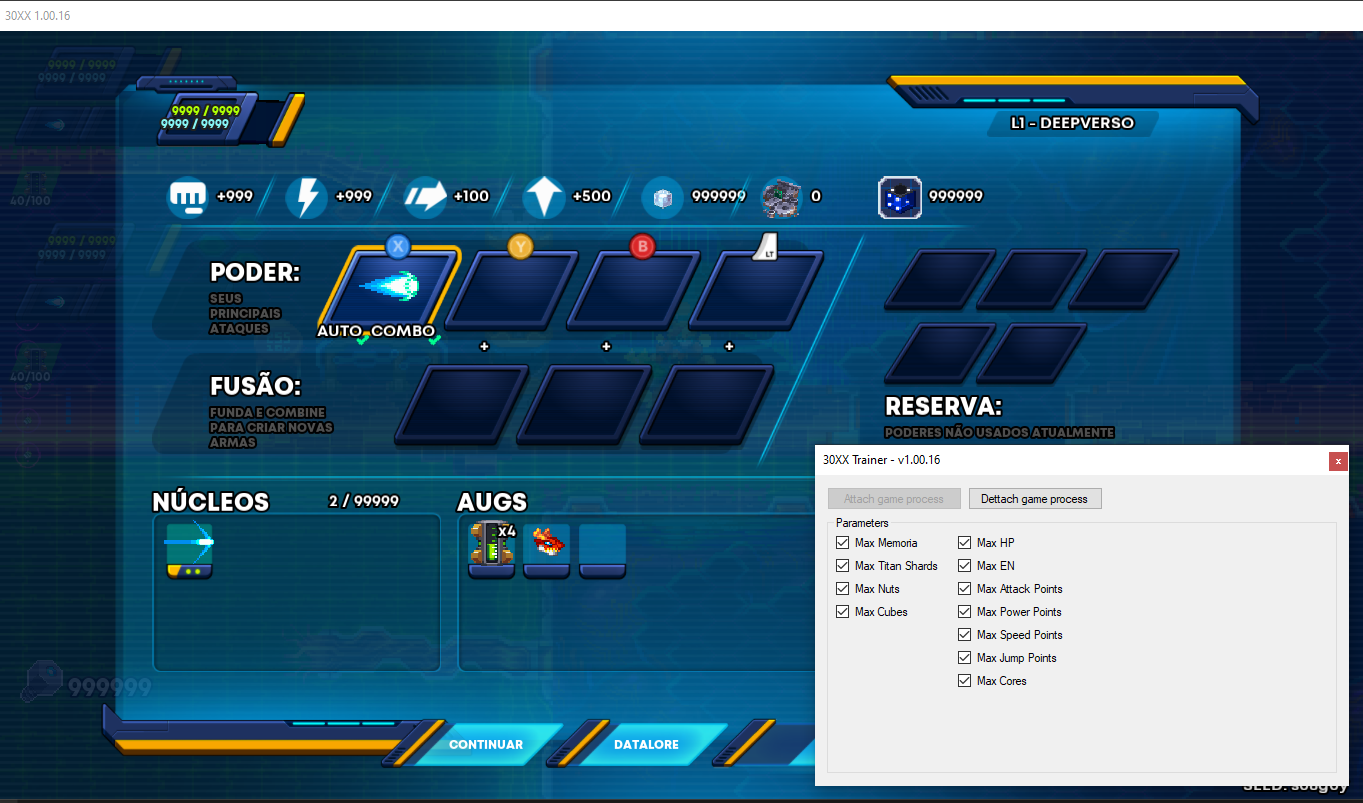 30XX 1.00.16
9999 / 9999
9999 / 9999
9999 / 9999
9999 / 9999
L1 - DEEPVERSO
+999
+999
+100
+500
999999
0
999999
40/100
9999 / 9999
9999 / 9999
X
Y
B
LT
PODER:
SEUS
PRINCIPAIS
ATAQUES
AUTO_COMBO
+
+
+
40/100
FUSÃO:
FUNDA E COMBINE
PARA CRIAR NOVAS
ARMAS
RESERVA:
PODERES NÃO USADOS ATUALMENTE
NÚCLEOS
2 / 99999
AUGS
X4
999999
CONTINUAR
DATALORE
30XX Trainer - v1.00.16
x
Attach game process
Dettach game process
Parameters
Max Memoria
Max HP
Max Titan Shards
Max EN
Max Nuts
Max Attack Points
Max Cubes
Max Power Points
Max Speed Points
Max Jump Points
Max Cores